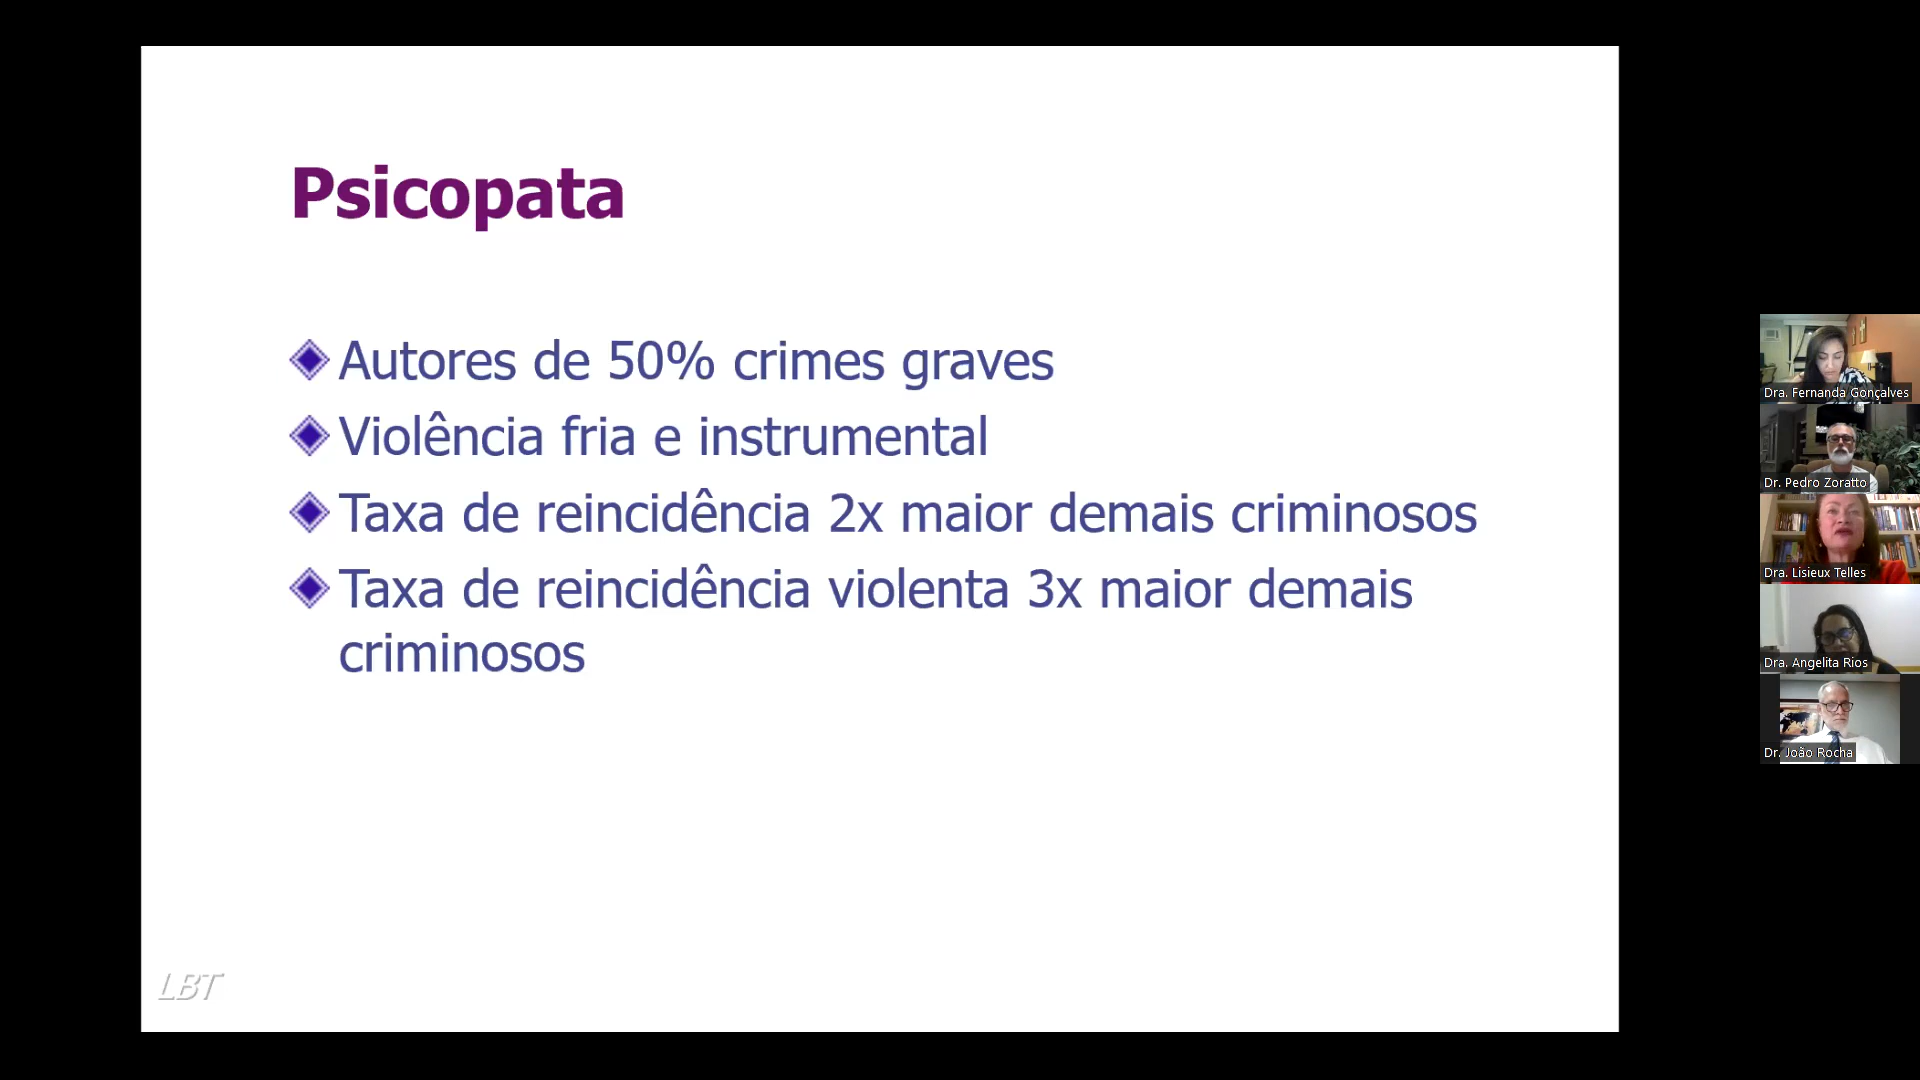 Psicopata
Autores de 50% crimes graves
Violência fria e instrumental
Taxa de reincidência 2x maior demais criminosos
Taxa de reincidência violenta 3x maior demais
criminosos
LBT
Dra. Fernanda Gonçalves
Dr. Pedro Zoratto
Dra. Lisieux Telles
Dra. Angelita Rios
Dr. João Rocha